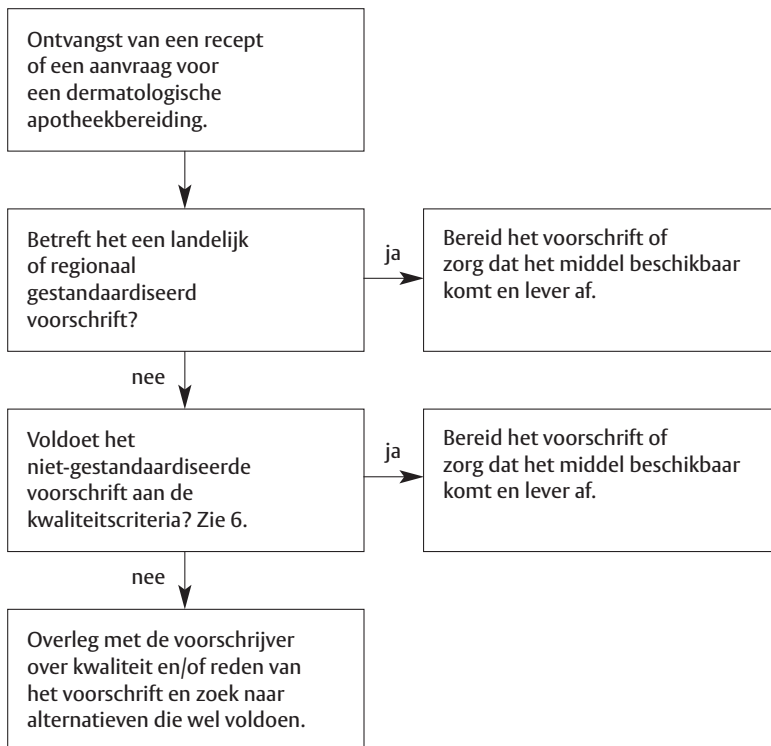 Ontvangst van een recept
of een aanvraag voor
een dermatologische
apotheekbereiding.
Betreft het een landelijk
of regionaal
gestandaardiseerd
voorschrift?
ja
Bereid het voorschrift of
zorg dat het middel beschikbaar
komt en lever af.
nee
Voldoet het
niet-gestandaardiseerde
voorschrift aan de
kwaliteitscriteria? Zie 6.
ja
Bereid het voorschrift of
zorg dat het middel beschikbaar
komt en lever af.
nee
Overleg met de voorschrijver
over kwaliteit en/of reden van
het voorschrift en zoek naar
alternatieven die wel voldoen.